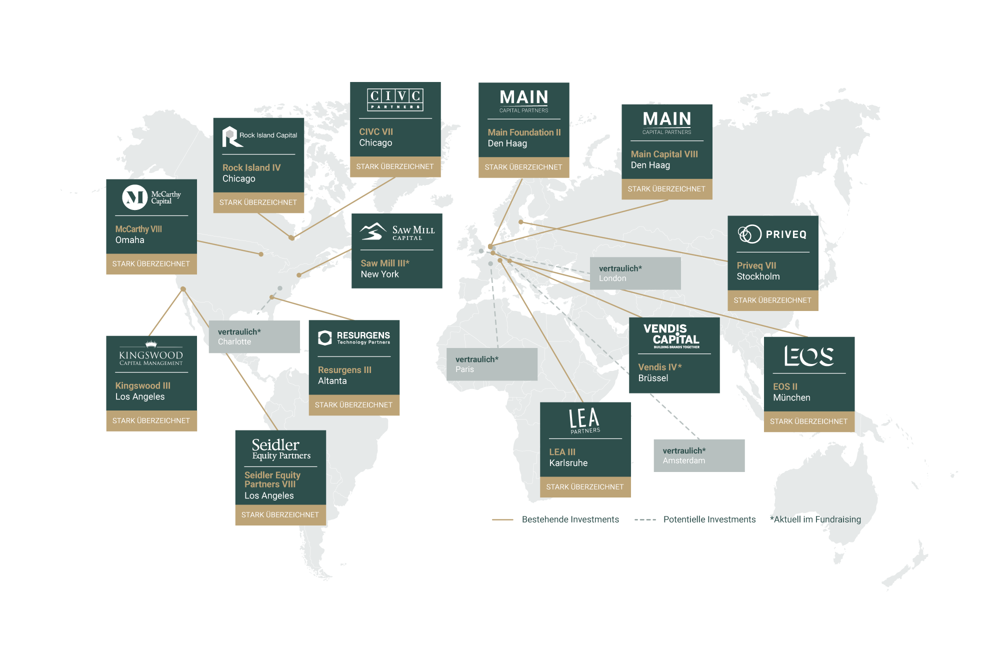 CIVC
PARTNERS
CIVC VII
Chicago
STARK ÜBERZEICHNET
MAIN
CAPITAL PARTNERS
Main Foundation II
Den Haag
STARK ÜBERZEICHNET
MAIN
CAPITAL PARTNERS
Main Capital VIII
Den Haag
STARK ÜBERZEICHNET
Rock Island Capital
Rock Island IV
Chicago
STARK ÜBERZEICHNET
McCarthy
Capital
McCarthy VIII
Omaha
STARK ÜBERZEICHNET
SAW MILL
CAPITAL
Saw Mill III*
New York
PRIVEQ
Priveq VII
Stockholm
STARK ÜBERZEICHNET
vertraulich*
London
vertraulich*
Charlotte
RESURGENS
Technology Partners
Resurgens III
Altanta
STARK ÜBERZEICHNET
KINGSWOOD
CAPITAL MANAGEMENT
Kingswood III
Los Angeles
STARK ÜBERZEICHNET
vertraulich*
Paris
VENDIS
CAPITAL
BUILDING BRANDS TOGETHER
Vendis IV*
Brüssel
EOS
EOS II
München
STARK ÜBERZEICHNET
LEA
PARTNERS
LEA III
Karlsruhe
STARK ÜBERZEICHNET
vertraulich*
Amsterdam
Seidler
Equity Partners
Seidler Equity
Partners VIII
Los Angeles
STARK ÜBERZEICHNET
Bestehende Investments
Potentielle Investments
*Aktuell im Fundraising